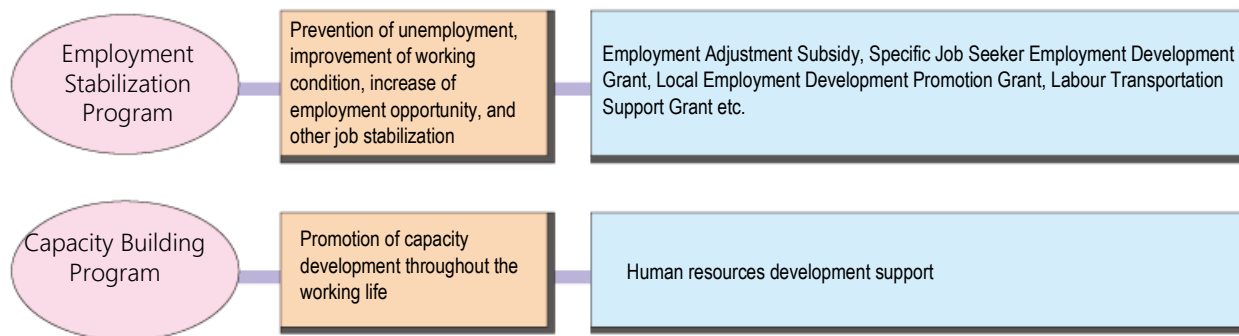 Employment
Stabilization
Program
Prevention of unemployment,
improvement of working
condition, increase of
employment opportunity, and
other job stabilization
Employment Adjustment Subsidy, Specific Job Seeker Employment Development
Grant, Local Employment Development Promotion Grant, Labour Transportation
Support Grant etc.
Capacity Building
Program
Promotion of capacity
development throughout the
working life
Human resources development support